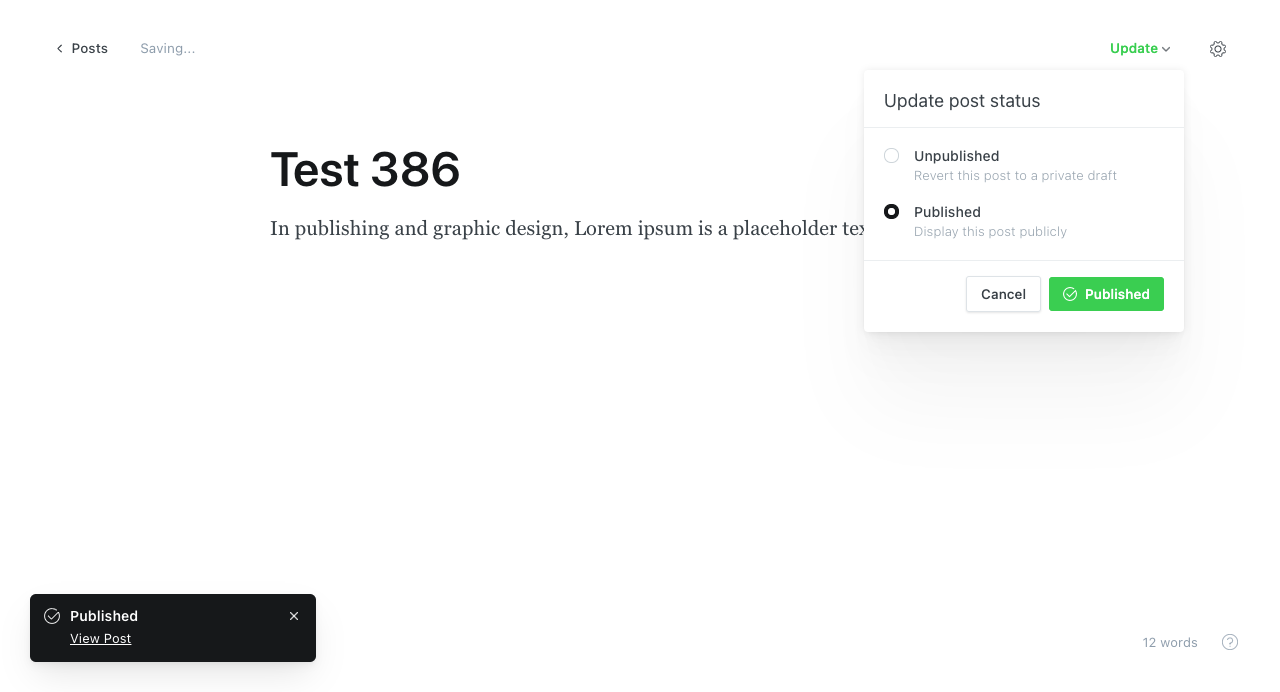 Posts
Saving...
Update
Update post status
Unpublished
Revert this post to a private draft
Published
Display this post publicly
Cancel
Published
Test 386
In publishing and graphic design, Lorem ipsum is a placeholder
Published
View Post
12 words
?